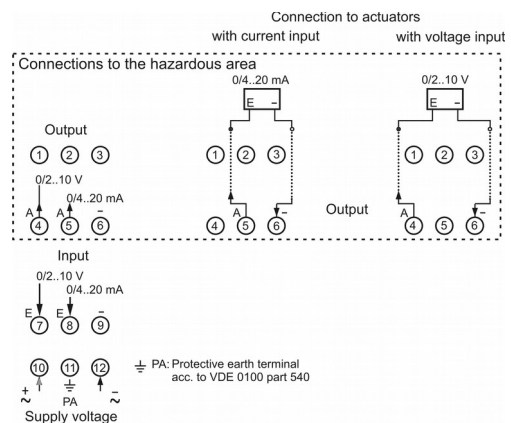 Connection to actuators
with current input with voltage input
Connections to the hazardous area
0/4..20 mA 0/2..10 V
E – E –
Output
1 2 3 1 2 3 1 2 3
0/2..10 V
0/4..20 mA
A A – A – Output A –
4 5 6 4 5 6 4 5 6
Input
0/2..10 V
0/4..20 mA
E E –
7 8 9
10 11 12 PA: Protective earth terminal
acc. to VDE 0100 part 540
+ ~ PA – ~
Supply voltage